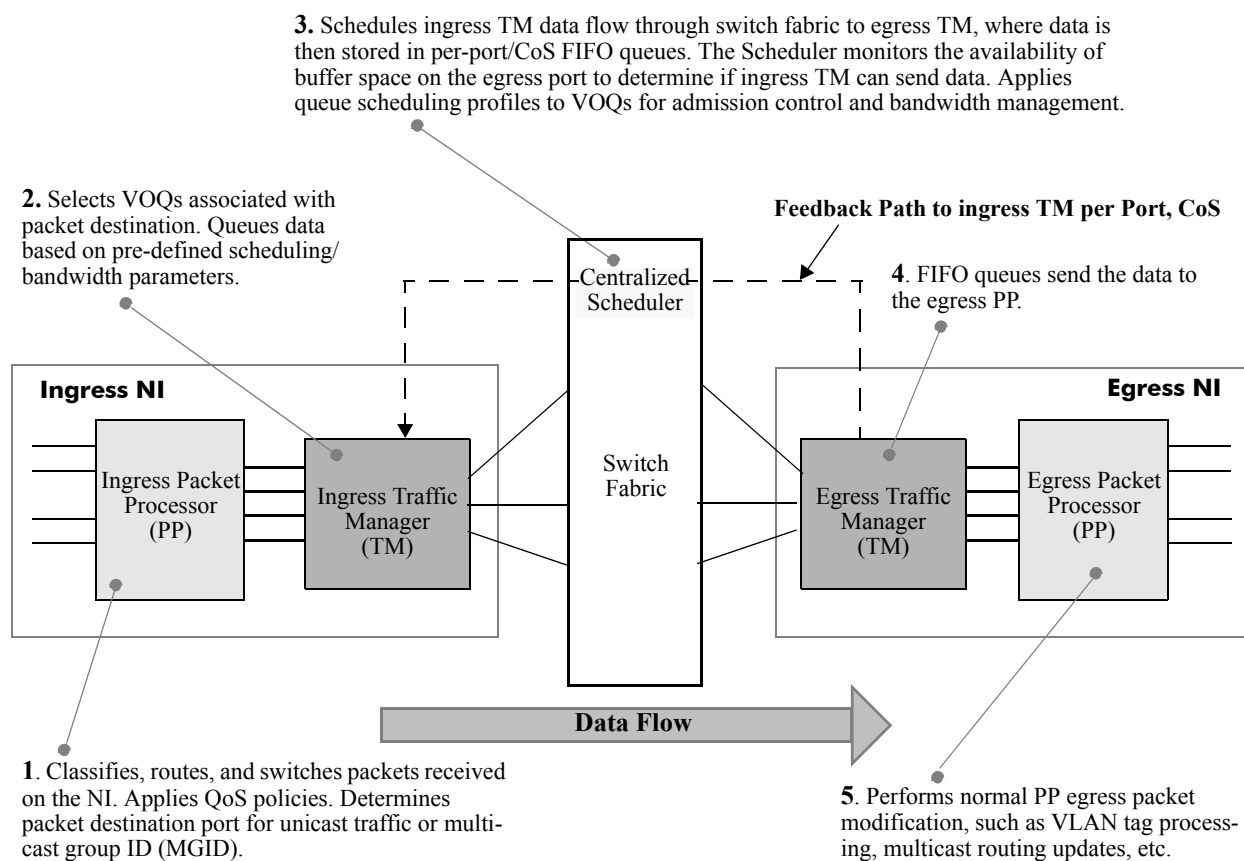 3. Schedules ingress TM data flow through switch fabric to egress TM, where data is
then stored in per-port/CoS FIFO queues. The Scheduler monitors the availability of
buffer space on the egress port to determine if ingress TM can send data. Applies
queue scheduling profiles to VOQs for admission control and bandwidth management.
2. Selects VOQs associated with
packet destination. Queues data
based on pre-defined scheduling/
bandwidth parameters.
Feedback Path to ingress TM per Port, CoS
Centralized
Scheduler
4. FIFO queues send the data to
the egress PP.
Ingress NI
Egress NI
Ingress Packet
Processor
(PP)
Ingress Traffic
Manager
(TM)
Switch
Fabric
Egress Traffic
Manager
(TM)
Egress Packet
Processor
(PP)
Data Flow
1. Classifies, routes, and switches packets received
on the NI. Applies QoS policies. Determines
packet destination port for unicast traffic or multi-
cast group ID (MGID).
5. Performs normal PP egress packet
modification, such as VLAN tag process-
ing, multicast routing updates, etc.